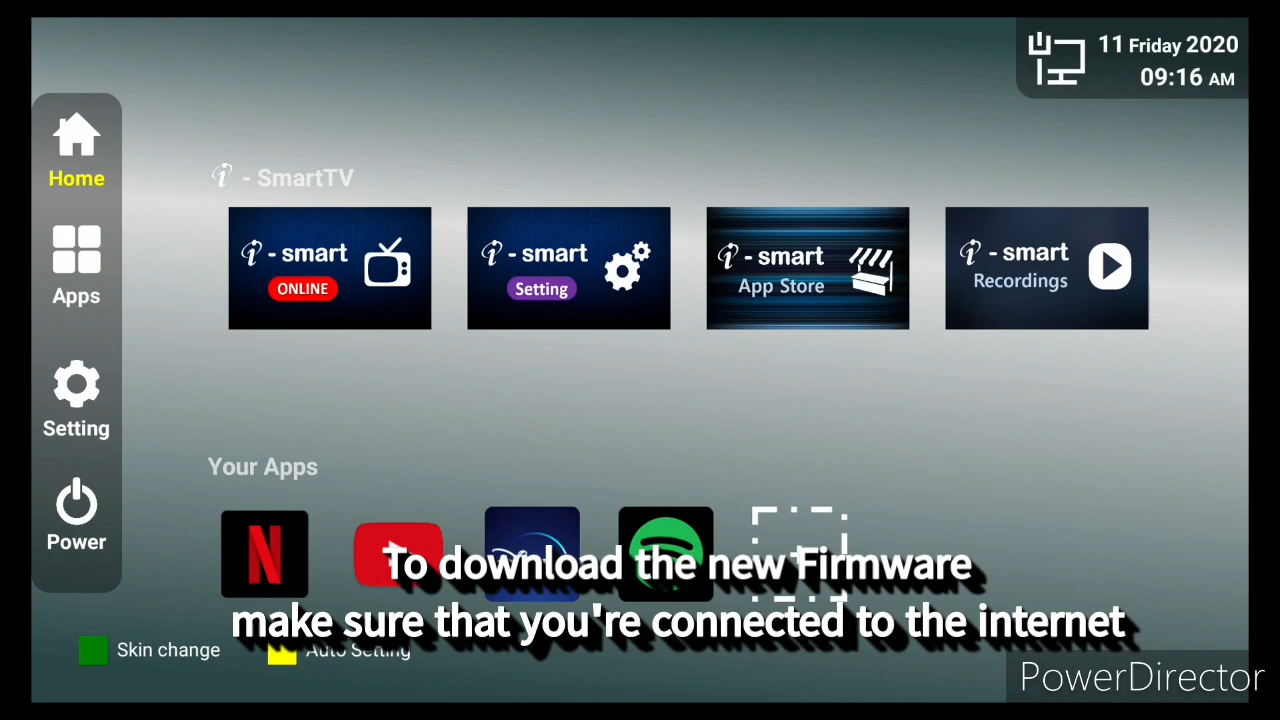 11 Friday 2020
09:16 AM
Home
i - SmartTV
i - smart
ONLINE
i - smart
Setting
i - smart
App Store
i - smart
Recordings
Apps
Setting
Your Apps
Power
N
To download the new Firmware
make sure that you're connected to the internet
Skin change
Auto Setting
PowerDirector